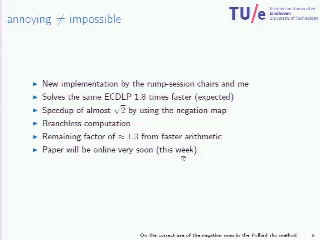 annoying ≠ impossible
TU/e Technische Universiteit Eindhoven University of Technology
▶ New implementation by the rump-session chairs and me
▶ Solves the same ECDLP 1.8 times faster (expected)
▶ Speedup of almost √2 by using the negation map
▶ Branchless computation
▶ Remaining factor of ≈ 1.3 from faster arithmetic
▶ Paper will be online very soon (this week)
On the correct use of the negation map in the Pollard rho method